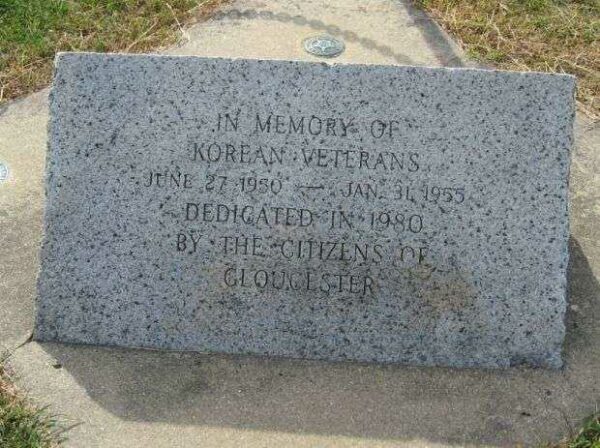 IN MEMORY OF
KOREAN VETERANS
JUNE 27 1950 — JAN. 31, 1955
DEDICATED IN 1980
BY THE CITIZENS OF
GLOUCESTER